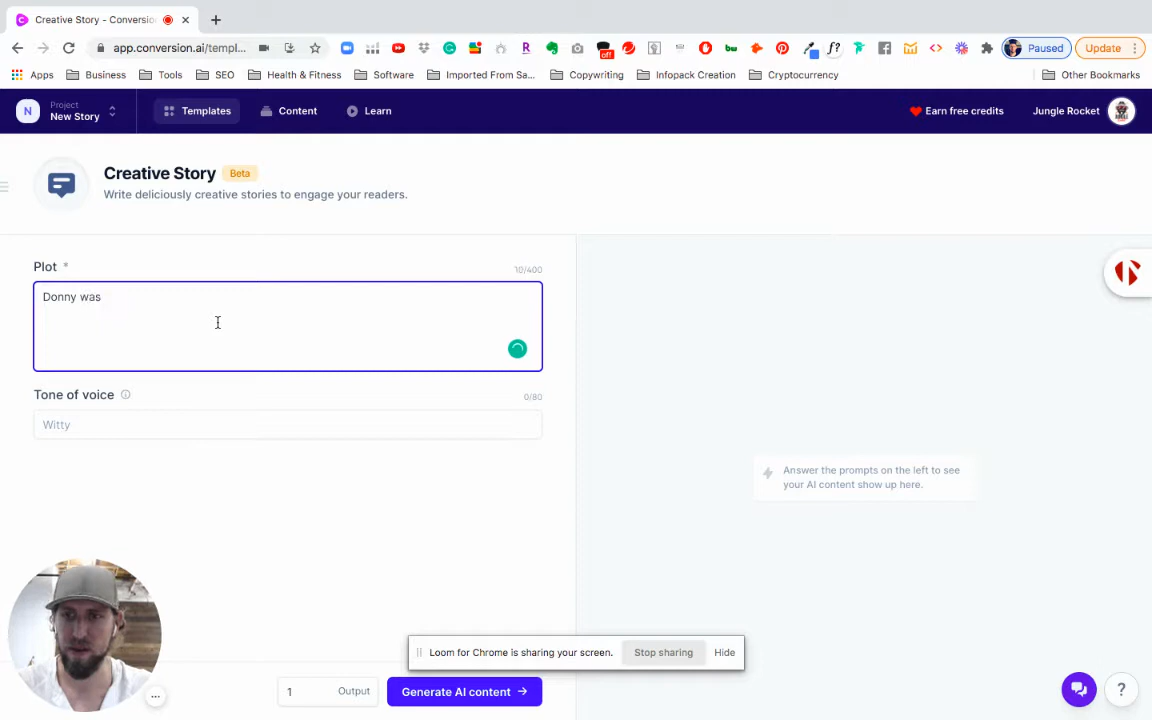 Creative Story - Conversio
app.conversion.ai/templ...
Paused
Update
Apps
Business
Tools
SEO
Health & Fitness
Software
Imported From Sa...
Copywriting
Infopack Creation
Cryptocurrency
Other Bookmarks
N
Project
New Story
Templates
Content
Learn
Earn free credits
Jungle Rocket
Creative Story
Beta
Write deliciously creative stories to engage your readers.
Plot *
10/400
Donny was
Tone of voice
0/80
Witty
Answer the prompts on the left to see
your AI content show up here.
Loom for Chrome is sharing your screen.
Stop sharing
Hide
1
Output
Generate AI content
?